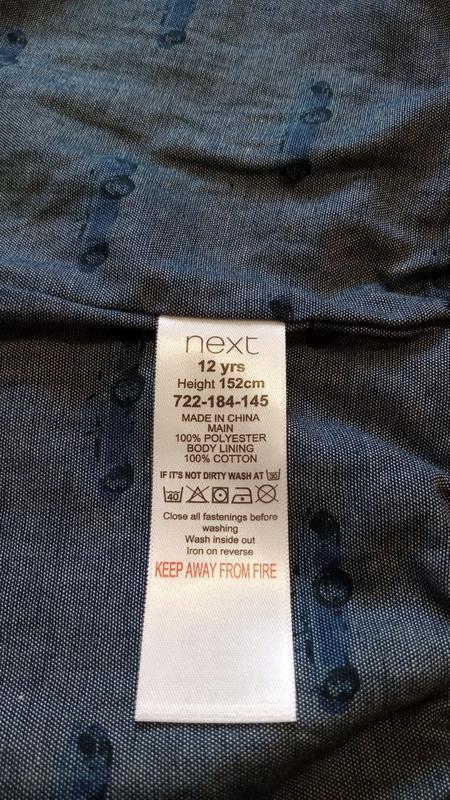 next
12 yrs
Height 152cm
722-184-145
MADE IN CHINA
MAIN
100% POLYESTER
BODY LINING
100% COTTON
IF IT'S NOT DIRTY WASH AT 30
40
Close all fastenings before
washing
Wash inside out
Iron on reverse
KEEP AWAY FROM FIRE